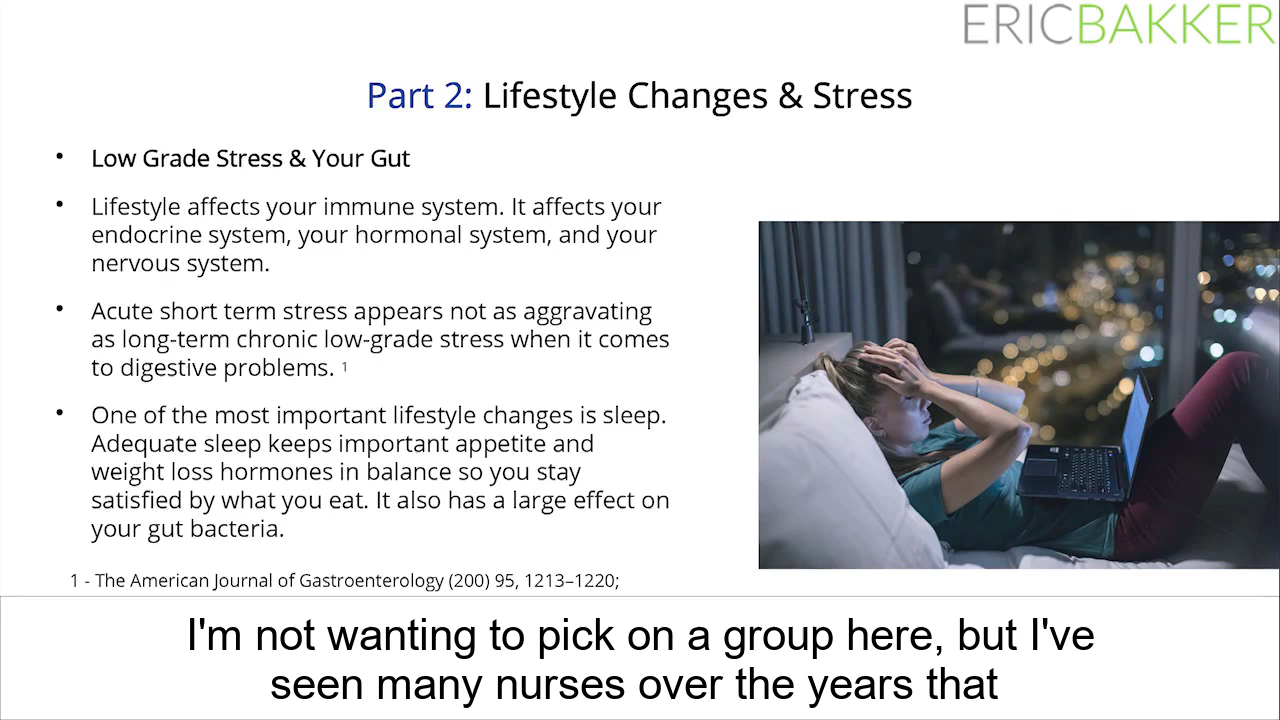 ERICBAKKER
Part 2: Lifestyle Changes & Stress
• Low Grade Stress & Your Gut
• Lifestyle affects your immune system. It affects your
endocrine system, your hormonal system, and your
nervous system.
• Acute short term stress appears not as aggravating
as long-term chronic low-grade stress when it comes
to digestive problems. 1
• One of the most important lifestyle changes is sleep.
Adequate sleep keeps important appetite and
weight loss hormones in balance so you stay
satisfied by what you eat. It also has a large effect on
your gut bacteria.
1 - The American Journal of Gastroenterology (200) 95, 1213–1220;
I'm not wanting to pick on a group here, but I've
seen many nurses over the years that